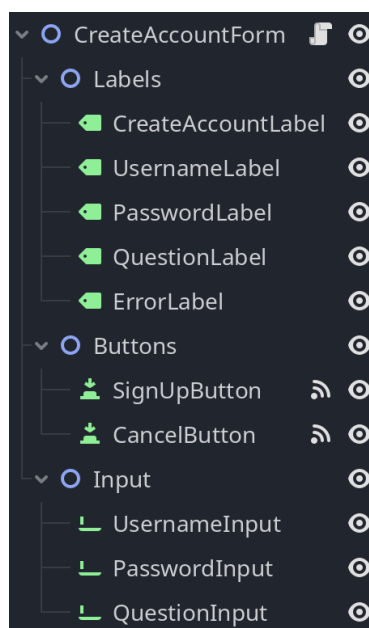 CreateAccountForm
Labels
CreateAccountLabel
UsernameLabel
PasswordLabel
QuestionLabel
ErrorLabel
Buttons
SignUpButton
CancelButton
Input
UsernameInput
PasswordInput
QuestionInput